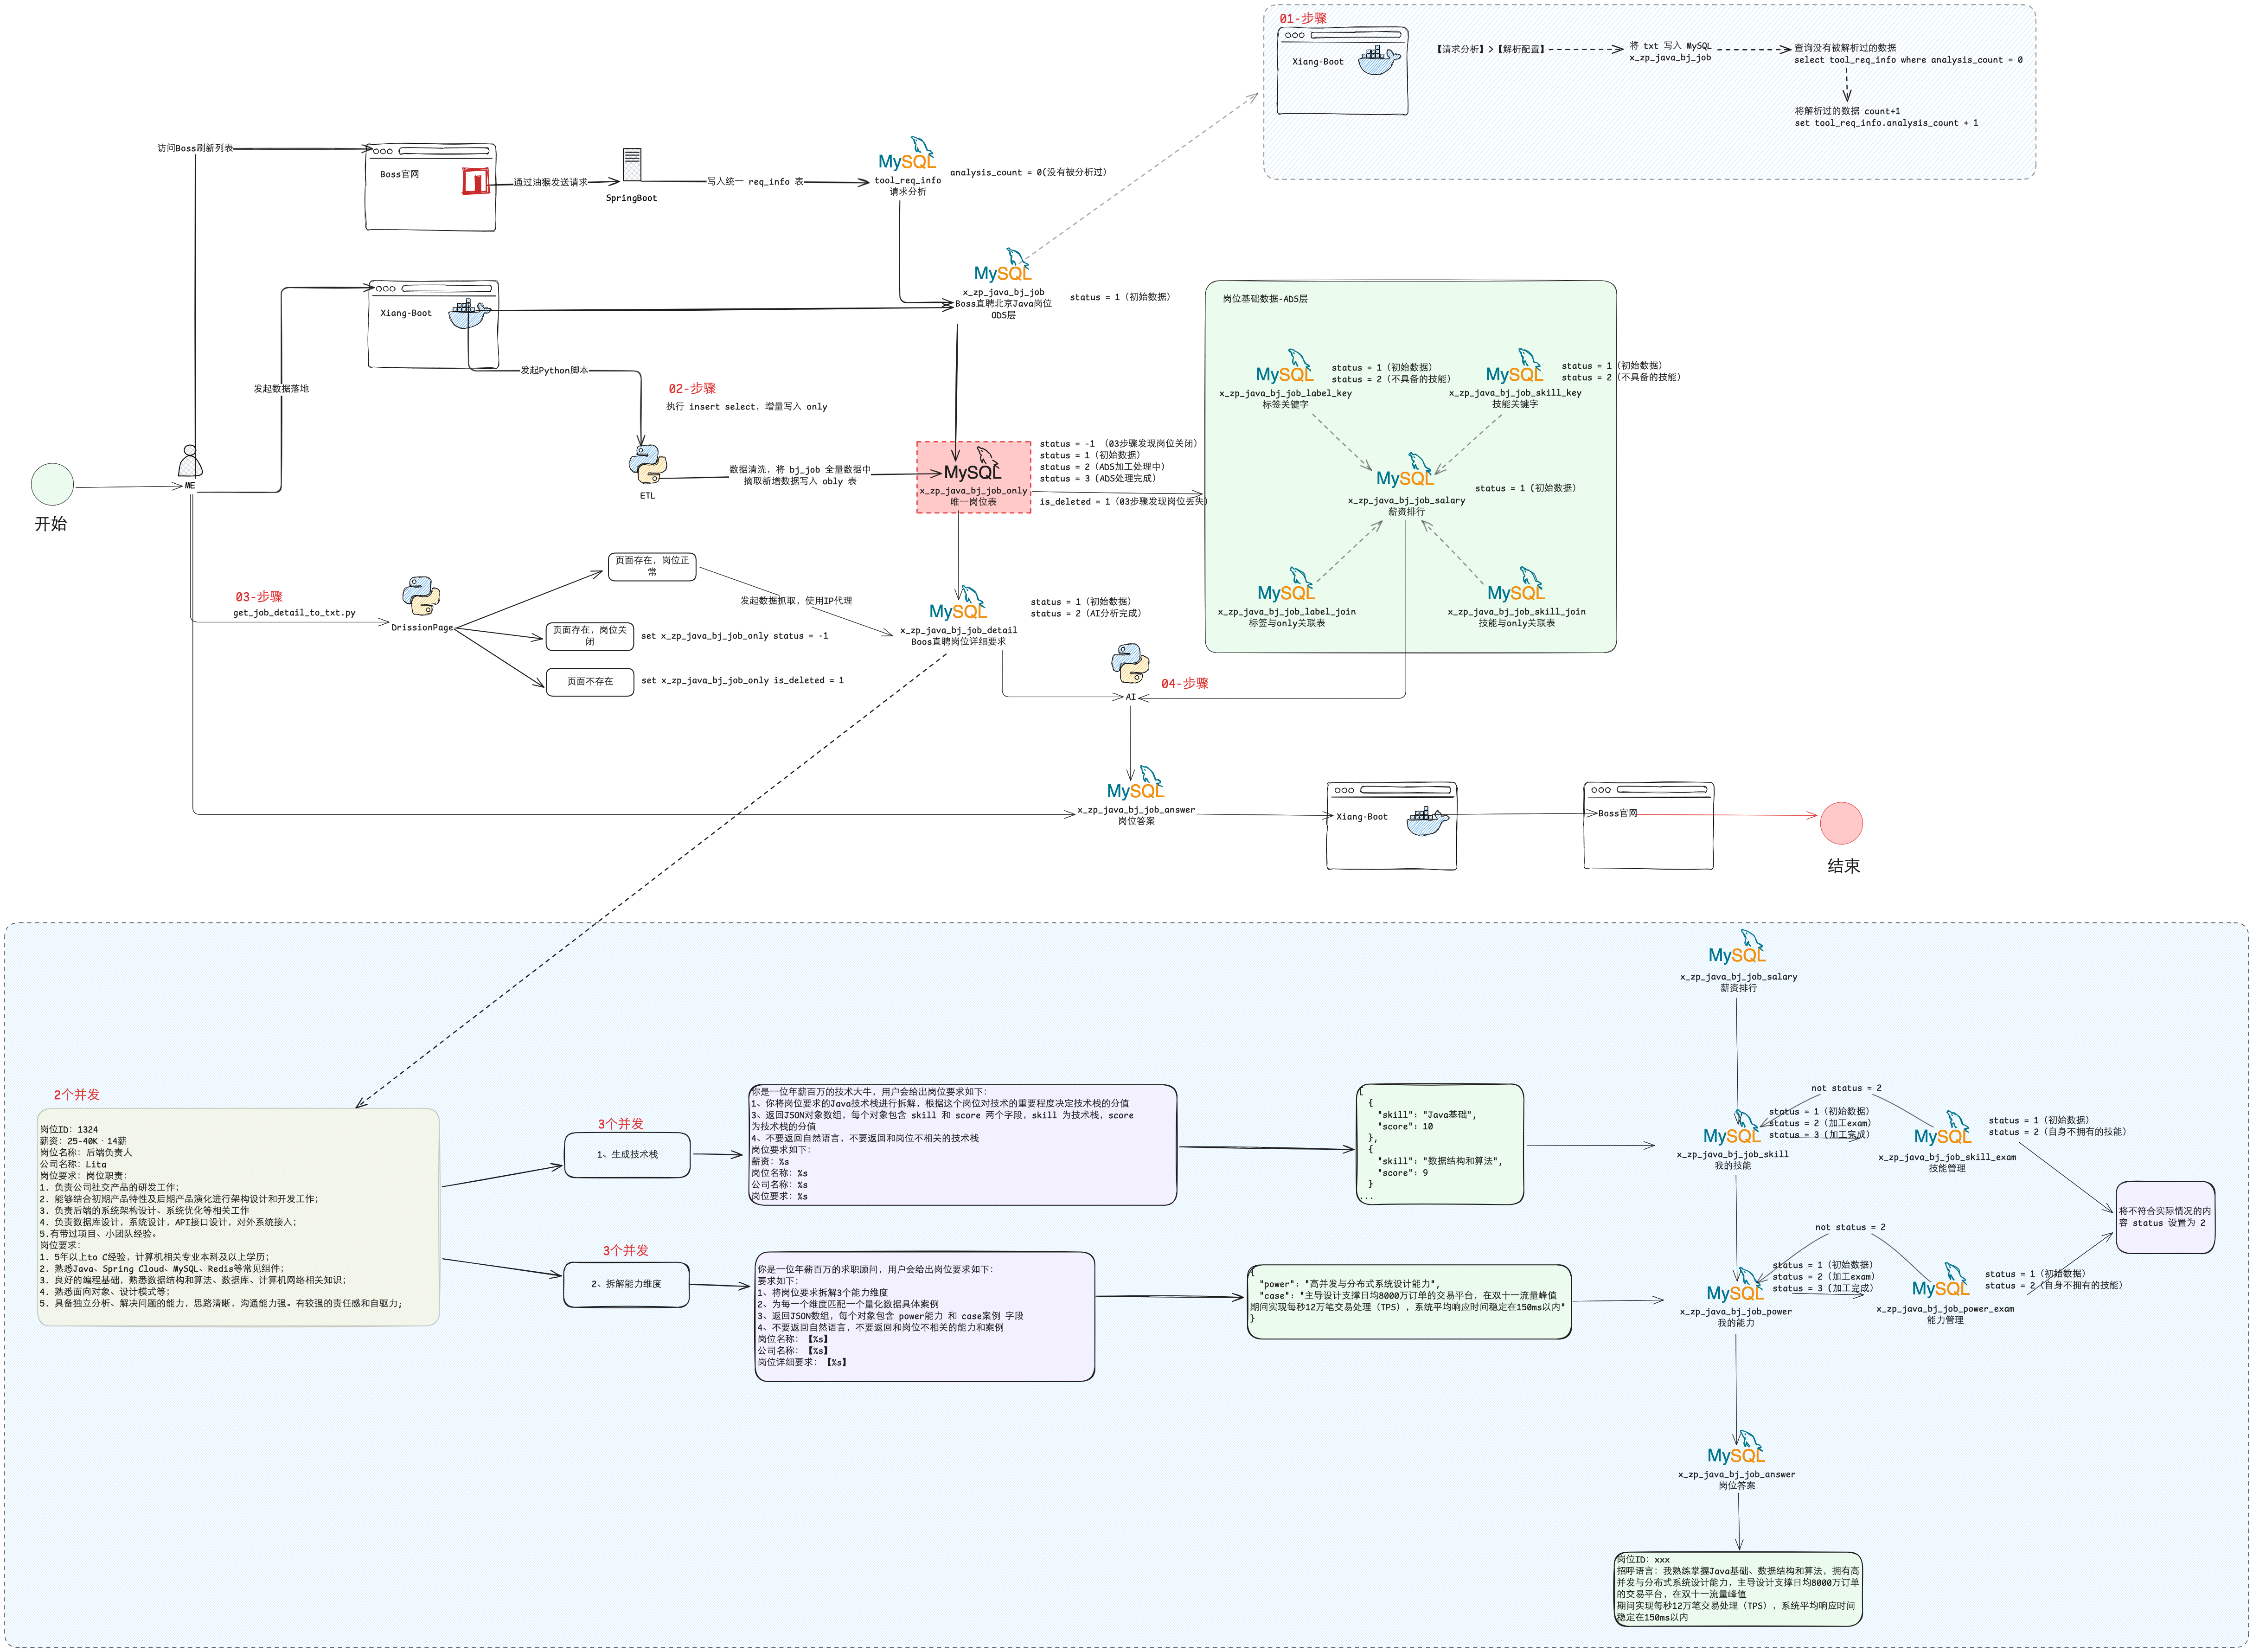 01-步骤
Xiang-Boot
【请求分析】>【解析配置】
将 txt 写入 MySQL
x_zp_java_bj_job
查询没有被解析过的数据
select tool_req_info where analysis_count = 0
将解析过的数据 count+1
set tool_req_info.analysis_count + 1
访问Boss刷新列表
Boss官网
通过油猴发送请求
SpringBoot
写入统一 req_info 表
MySQL
tool_req_info
请求分析
analysis_count = 0(没有被分析过)
MySQL
x_zp_java_bj_job
Boss直聘北京Java岗位
ODS层
status = 1（初始数据）
Xiang-Boot
发起数据落地
发起Python脚本
02-步骤
执行 insert select，增量写入 only
ETL
数据清洗，将 bj_job 全量数据中
摘取新增数据写入 obly 表
MySQL
x_zp_java_bj_job_only
唯一岗位表
status = -1 （03步骤发现岗位关闭）
status = 1（初始数据）
status = 2（ADS加工处理中）
status = 3（ADS处理完成）
is_deleted = 1（03步骤发现岗位丢失）
岗位基础数据-ADS层
MySQL
x_zp_java_bj_job_label_key
标签关键字
status = 1（初始数据）
status = 2（不具备的技能）
MySQL
x_zp_java_bj_job_skill_key
技能关键字
status = 1（初始数据）
status = 2（不具备的技能）
MySQL
x_zp_java_bj_job_salary
薪资排行
status = 1 (初始数据）
MySQL
x_zp_java_bj_job_label_join
标签与only关联表
MySQL
x_zp_java_bj_job_skill_join
技能与only关联表
开始
ME
03-步骤
get_job_detail_to_txt.py
DrissionPage
页面存在，岗位正
常
发起数据抓取，使用IP代理
页面存在，岗位关
闭
set x_zp_java_bj_job_only status = -1
页面不存在
set x_zp_java_bj_job_only is_deleted = 1
MySQL
x_zp_java_bj_job_detail
Boos直聘岗位详细要求
status = 1（初始数据）
status = 2（AI分析完成）
AI
04-步骤
MySQL
x_zp_java_bj_job_answer
岗位答案
Xiang-Boot
Boss官网
结束
2个并发
岗位ID: 1324
薪资: 25-40K · 14薪
岗位名称: 后端负责人
公司名称: Lita
岗位要求: 岗位职责:
1. 负责公司社交产品的研发工作;
2. 能够结合初期产品特性及后期产品演化进行架构设计和开发工作;
3. 负责后端的系统架构设计、系统优化等相关工作
4. 负责数据库设计，系统设计，API接口设计，对外系统接入;
5.有带过项目、小团队经验。
岗位要求:
1. 5年以上to C经验，计算机相关专业本科及以上学历;
2. 熟悉Java、Spring Cloud、MySQL、Redis等常见组件;
3. 良好的编程基础，熟悉数据结构和算法、数据库、计算机网络相关知识;
4. 熟悉面向对象、设计模式等;
5. 具备独立分析、解决问题的能力，思路清晰，沟通能力强。有较强的责任感和自驱力;
3个并发
1、生成技术栈
你是一位年薪百万的技术大牛，用户会给出岗位要求如下:
1、你将岗位要求的Java技术栈进行拆解，根据这个岗位对技术的重要程度决定技术栈的分值
3、返回JSON对象数组，每个对象包含 skill 和 score 两个字段，skill 为技术栈，score
为技术栈的分值
4、不要返回自然语言，不要返回和岗位不相关的技术栈
岗位要求如下:
薪资: %s
岗位名称: %s
公司名称: %s
岗位要求: %s
[
{
"skill": "Java基础",
"score": 10
},
{
"skill": "数据结构和算法",
"score": 9
}
...
3个并发
2、拆解能力维度
你是一位年薪百万的求职顾问，用户会给出岗位要求如下:
要求如下:
1、将岗位要求拆解3个能力维度
2、为每一个维度匹配一个量化数据具体案例
3、返回JSON数组，每个对象包含 power能力 和 case案例 字段
4、不要返回自然语言，不要返回和岗位不相关的能力和案例
岗位名称: 【%s】
公司名称: 【%s】
岗位详细要求: 【%s】
{
"power": "高并发与分布式系统设计能力",
"case": "主导设计支撑日均8000万订单的交易平台，在双十一流量峰值
期间实现每秒12万笔交易处理（TPS），系统平均响应时间稳定在150ms以内"
}
MySQL
x_zp_java_bj_job_salary
薪资排行
not status = 2
status = 1（初始数据）
status = 2（加工exam）
status = 3（加工完成）
MySQL
x_zp_java_bj_job_skill
我的技能
MySQL
x_zp_java_bj_job_skill_exam
技能管理
status = 1（初始数据）
status = 2（自身不拥有的技能）
将不符合实际情况的内
容 status 设置为 2
not status = 2
status = 1（初始数据）
status = 2（加工exam）
status = 3（加工完成）
MySQL
x_zp_java_bj_job_power
我的能力
MySQL
x_zp_java_bj_job_power_exam
能力管理
status = 1（初始数据）
status = 2（自身不拥有的技能）
MySQL
x_zp_java_bj_job_answer
岗位答案
岗位ID: xxx
招呼语言: 我熟练掌握Java基础、数据结构和算法，拥有高
并发与分布式系统设计能力，主导设计支撑日均8000万订单
的交易平台，在双十一流量峰值
期间实现每秒12万笔交易处理（TPS），系统平均响应时间
稳定在150ms以内